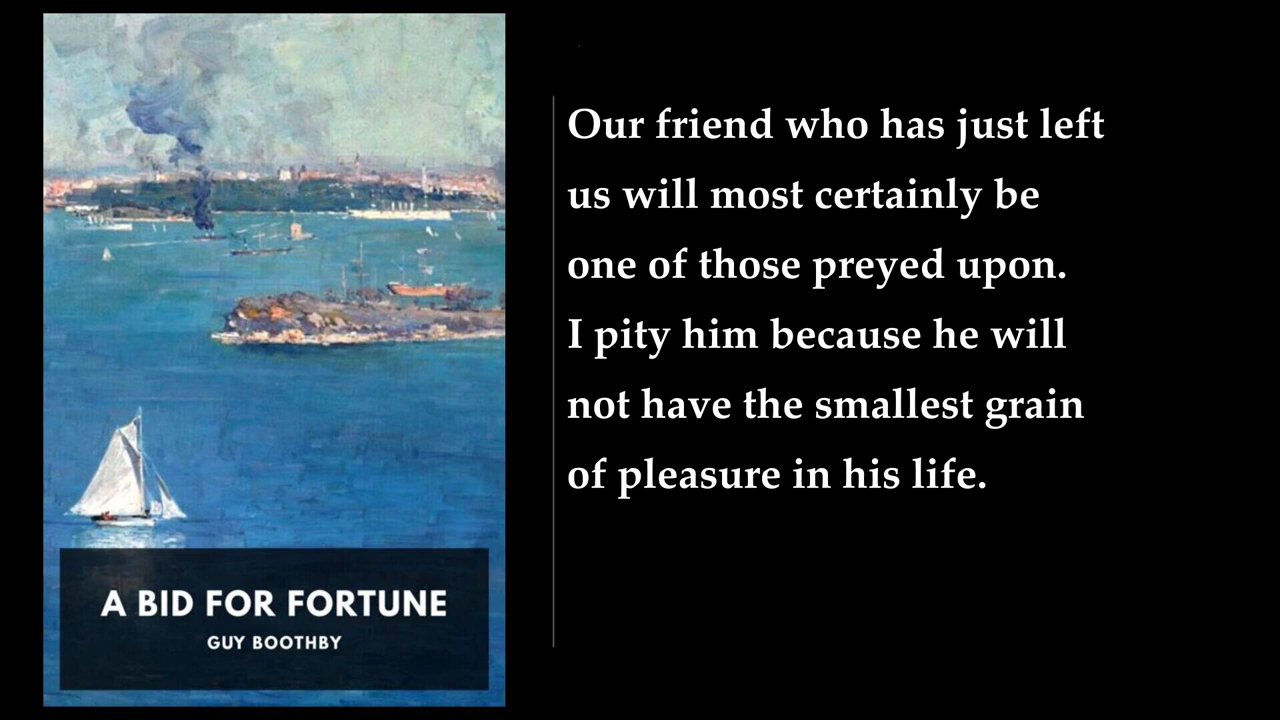 A BID FOR FORTUNE
GUY BOOTHBY
Our friend who has just left
us will most certainly be
one of those preyed upon.
I pity him because he will
not have the smallest grain
of pleasure in his life.